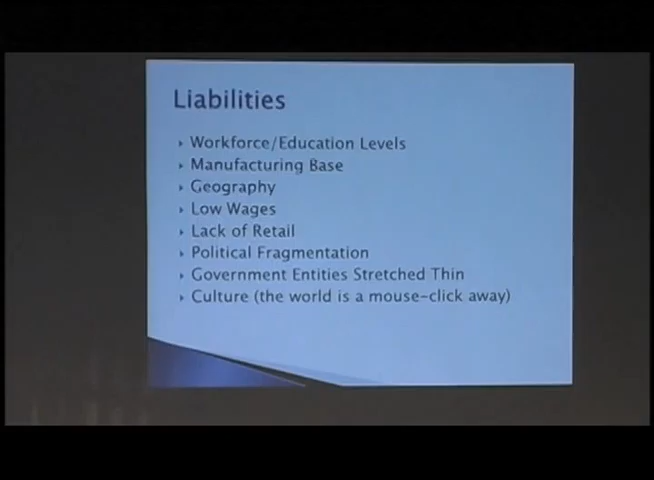 Liabilities
Workforce/Education Levels
Manufacturing Base
Geography
Low Wages
Lack of Retail
Political Fragmentation
Government Entities Stretched Thin
Culture (the world is a mouse-click away)